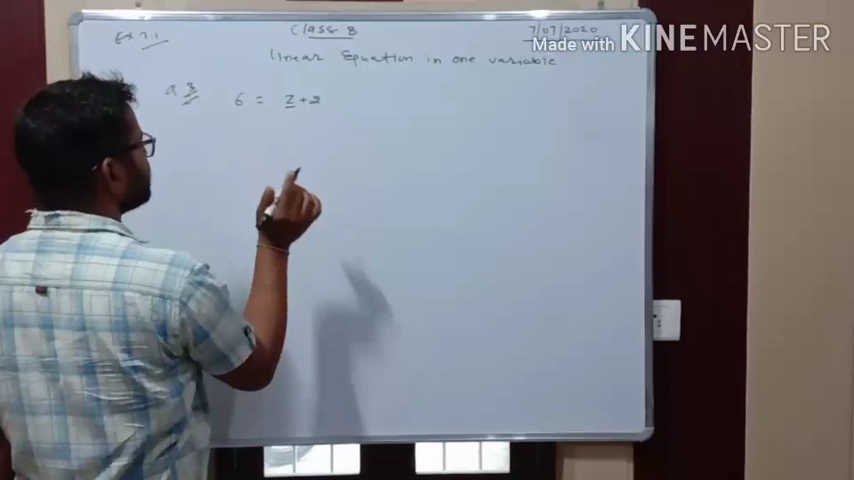 Ex 2.1 Class 8 7/07/2020
Made with KINEMASTER
Linear Equation in one variable
Q 3 6 = z + 2